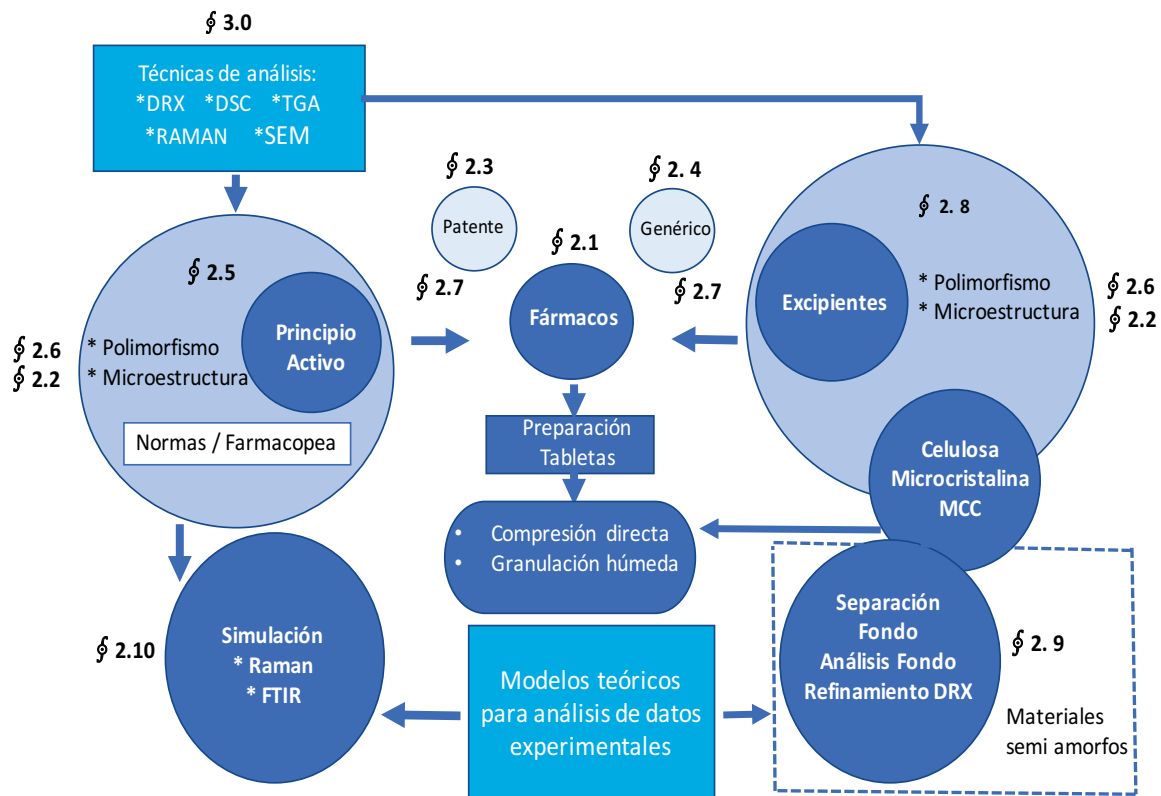 ∮ 3.0
Técnicas de análisis:
*DRX *DSC *TGA
*RAMAN *SEM
∮ 2.3
Patente
∮ 2.7
∮ 2. 4
Genérico
∮ 2.7
∮ 2.1
Fármacos
∮ 2.5
Principio
Activo
∮ 2.6
∮ 2.2
* Polimorfismo
* Microestructura
Normas / Farmacopea
∮ 2. 8
Excipientes
* Polimorfismo
* Microestructura
∮ 2.6
∮ 2.2
Preparación
Tabletas
Celulosa
Microcristalina
MCC
• Compresión directa
• Granulación húmeda
∮ 2.10
Simulación
* Raman
* FTIR
Modelos teóricos
para análisis de datos
experimentales
Separación
Fondo
Análisis Fondo
Refinamiento DRX
∮ 2. 9
Materiales
semi amorfos